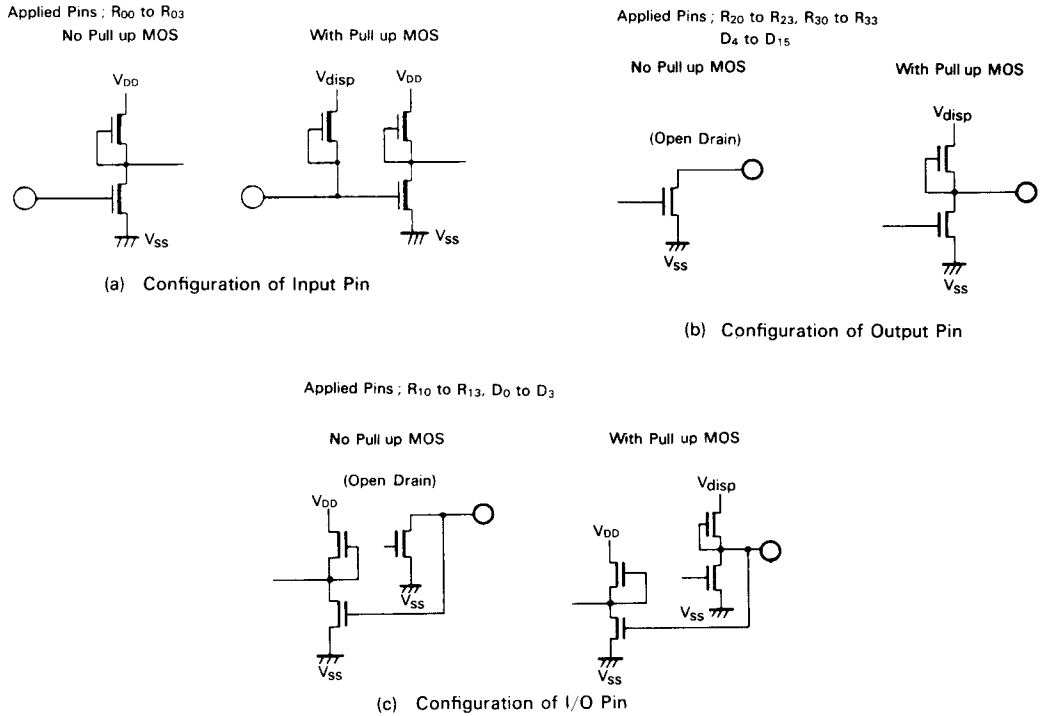 Applied Pins ; R00 to R03
No Pull up MOS
With Pull up MOS
VDD
Vdisp
VDD
VSS
VSS
(a) Configuration of Input Pin
Applied Pins ; R20 to R23, R30 to R33
D4 to D15
No Pull up MOS
With Pull up MOS
Vdisp
(Open Drain)
VSS
VSS
(b) Configuration of Output Pin
Applied Pins ; R10 to R13, D0 to D3
No Pull up MOS
With Pull up MOS
(Open Drain)
Vdisp
VDD
VDD
VSS
VSS
VSS
VSS
(c) Configuration of I/O Pin